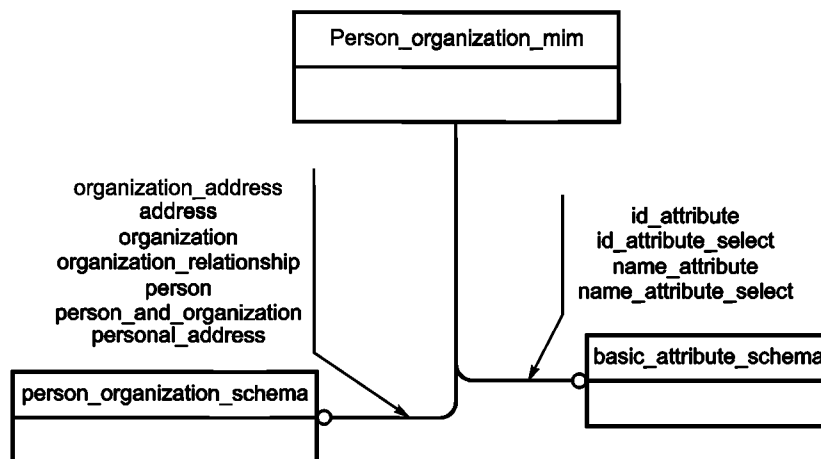 Person_organization_mim
organization_address
address
organization
organization_relationship
person
person_and_organization
personal_address
id_attribute
id_attribute_select
name_attribute
name_attribute_select
basic_attribute_schema
person_organization_schema